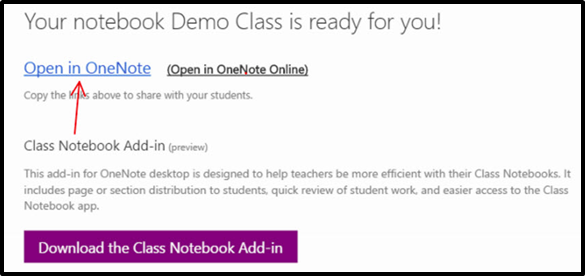 Your notebook Demo Class is ready for you!
Open in OneNote (Open in OneNote Online)
Copy the links above to share with your students.
Class Notebook Add-in (preview)
This add-in for OneNote desktop is designed to help teachers be more efficient with their Class Notebooks. It
includes page or section distribution to students, quick review of student work, and easier access to the Class
Notebook app.
Download the Class Notebook Add-in